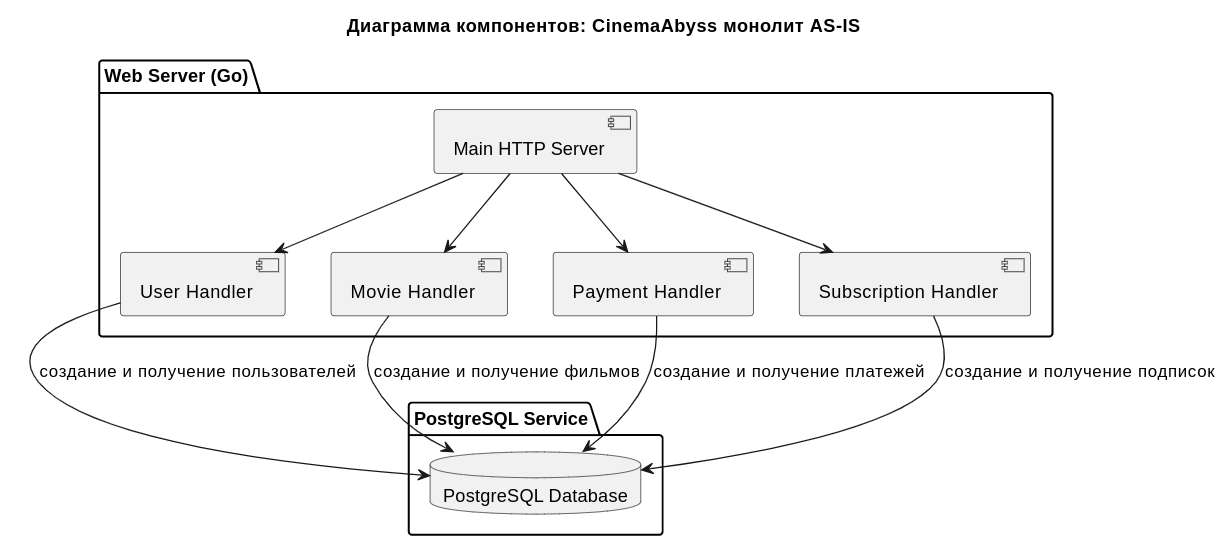 Диаграмма компонентов: CinemaAbyss монолит AS-IS
Web Server (Go)
Main HTTP Server
User Handler
Movie Handler
Payment Handler
Subscription Handler
создание и получение пользователей
создание и получение фильмов
создание и получение платежей
создание и получение подписок
PostgreSQL Service
PostgreSQL Database